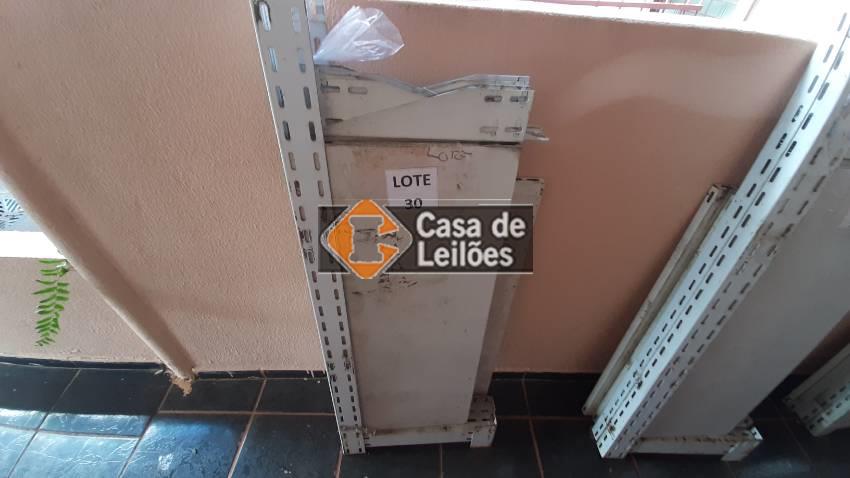 LOTE
30
Casa de
Leilões